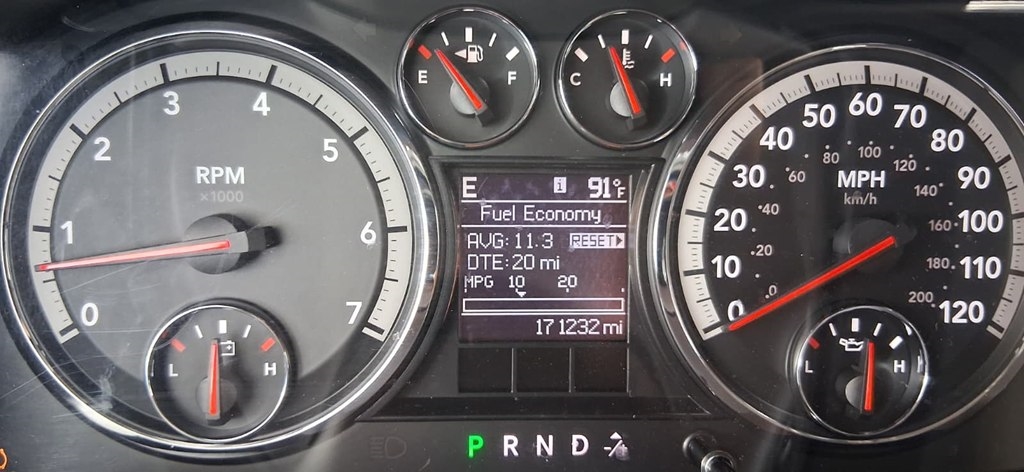 0 1 2 3 4 5 6 7
RPM
×1000
L H
E F
C H
E i 91°F
Fuel Economy
AVG: 11.3 RESET
DTE: 20 mi
MPG 10 20
171232 mi
P R N D
0 10 20 30 40 50 60 70 80 90 100 110 120
MPH
km/h
0 20 40 60 80 100 120 140 160 180 200
L H